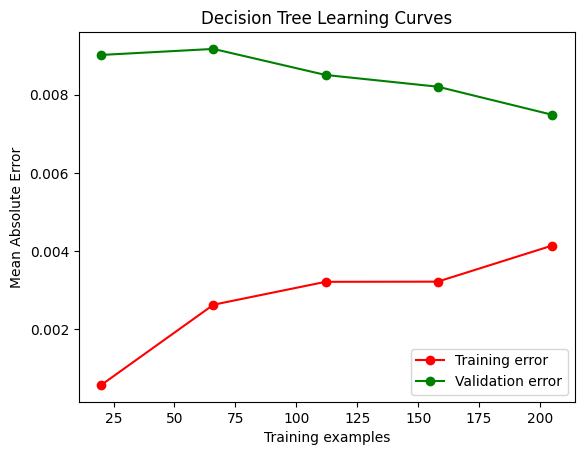 Decision Tree Learning Curves
Mean Absolute Error
0.008
0.006
0.004
0.002
25 50 75 100 125 150 175 200
Training examples
Training error
Validation error